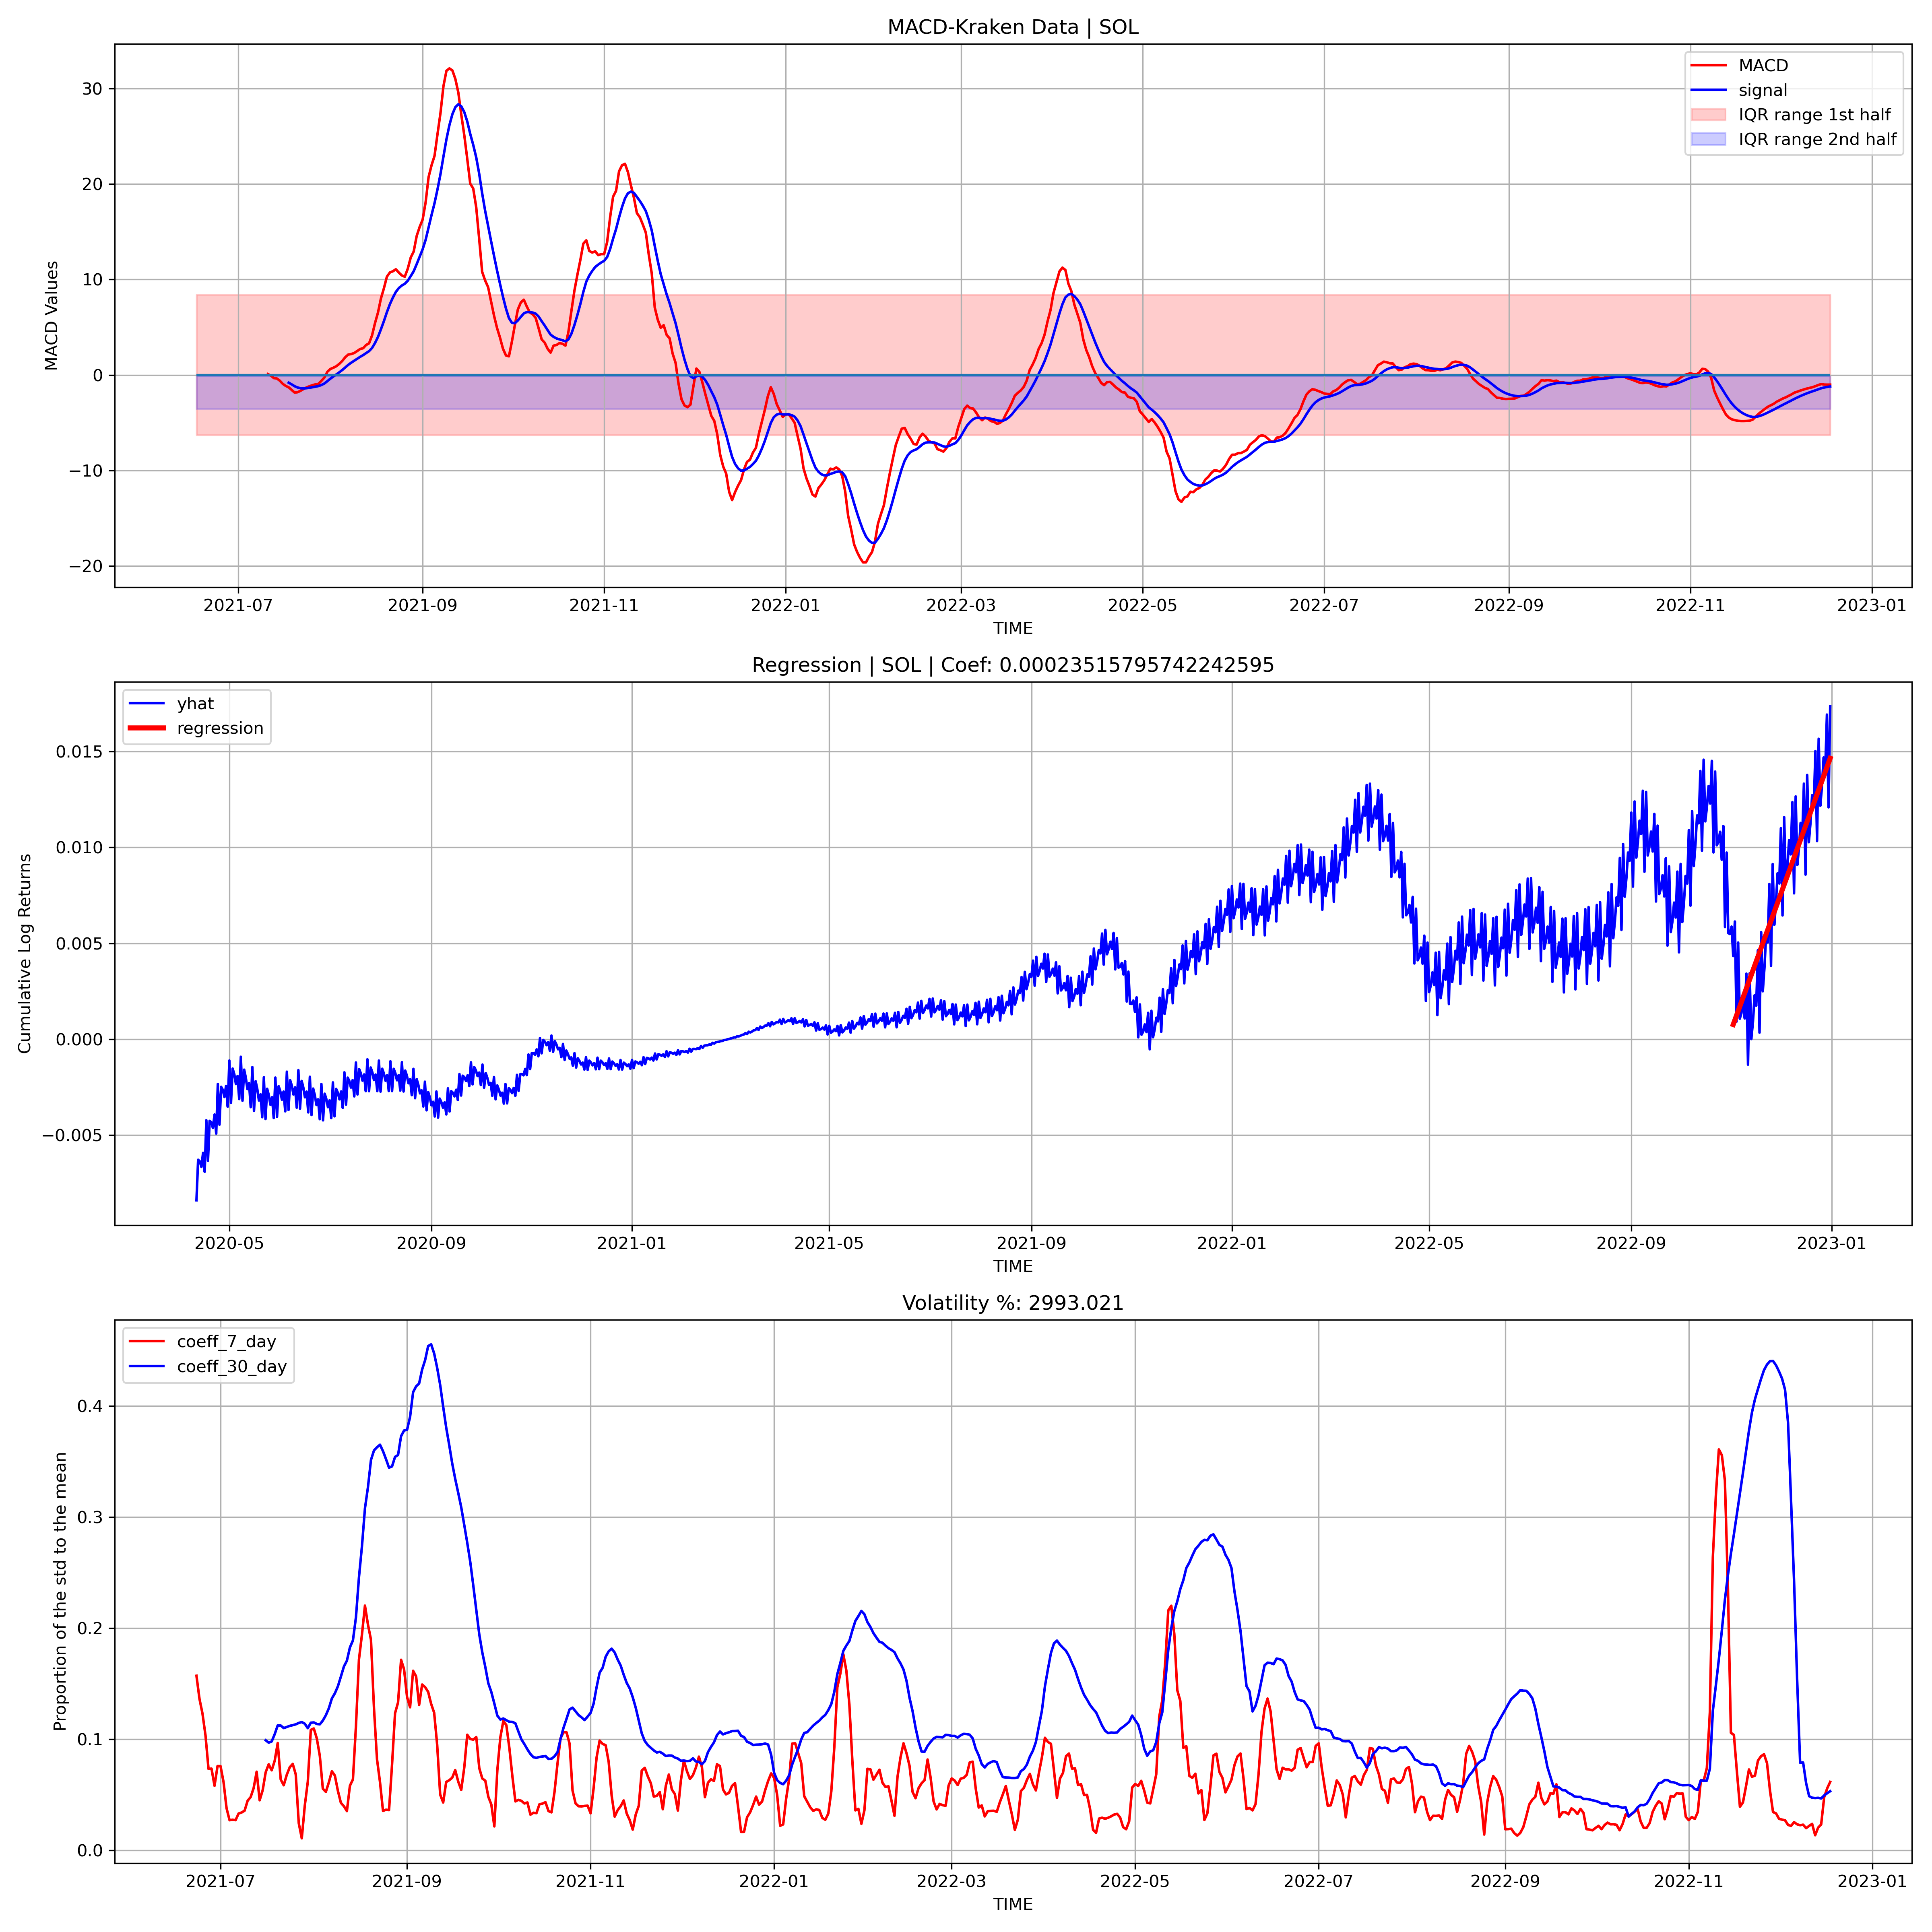 MACD-Kraken Data | SOL
MACD
signal
IQR range 1st half
IQR range 2nd half
30
20
10
0
−10
−20
MACD Values
2021-07 2021-09 2021-11 2022-01 2022-03 2022-05 2022-07 2022-09 2022-11 2023-01
TIME
Regression | SOL | Coef: 0.00023515795742242595
yhat
regression
0.015
0.010
0.005
0.000
−0.005
Cumulative Log Returns
2020-05 2020-09 2021-01 2021-05 2021-09 2022-01 2022-05 2022-09 2023-01
TIME
Volatility %: 2993.021
coeff_7_day
coeff_30_day
0.4
0.3
0.2
0.1
0.0
Proportion of the std to the mean
2021-07 2021-09 2021-11 2022-01 2022-03 2022-05 2022-07 2022-09 2022-11 2023-01
TIME